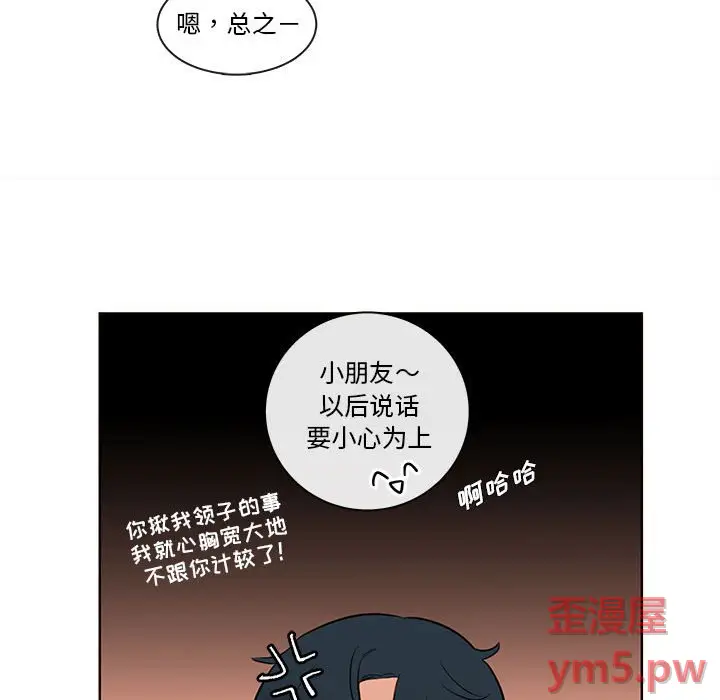 嗯，总之—
小朋友～
以后说话
要小心为上
啊哈哈
你揪我领子的事
我就心胸宽大地
不跟你计较了!
歪漫屋
ym5.pw